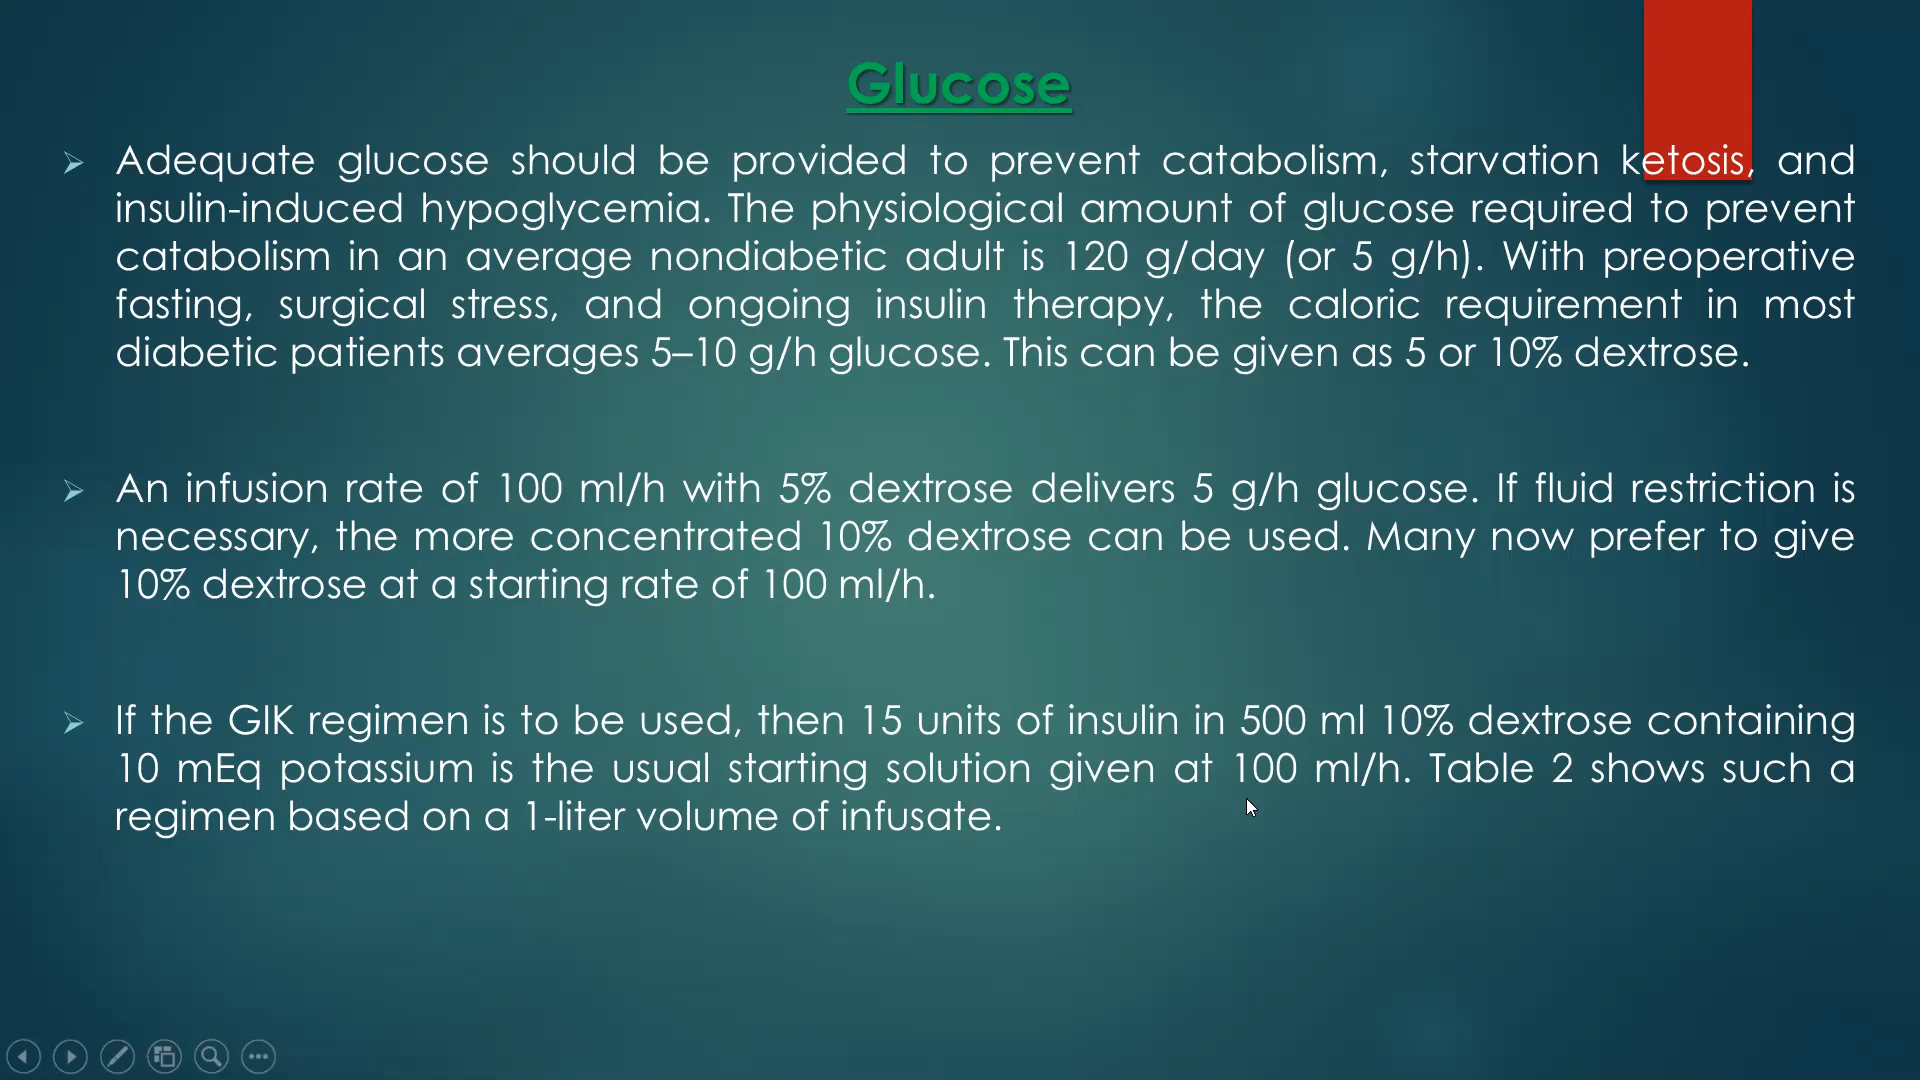 Glucose
Adequate glucose should be provided to prevent catabolism, starvation ketosis, and
insulin-induced hypoglycemia. The physiological amount of glucose required to prevent
catabolism in an average nondiabetic adult is 120 g/day (or 5 g/h). With preoperative
fasting, surgical stress, and ongoing insulin therapy, the caloric requirement in most
diabetic patients averages 5–10 g/h glucose. This can be given as 5 or 10% dextrose.
An infusion rate of 100 ml/h with 5% dextrose delivers 5 g/h glucose. If fluid restriction is
necessary, the more concentrated 10% dextrose can be used. Many now prefer to give
10% dextrose at a starting rate of 100 ml/h.
If the GIK regimen is to be used, then 15 units of insulin in 500 ml 10% dextrose containing
10 mEq potassium is the usual starting solution given at 100 ml/h. Table 2 shows such a
regimen based on a 1-liter volume of infusate.